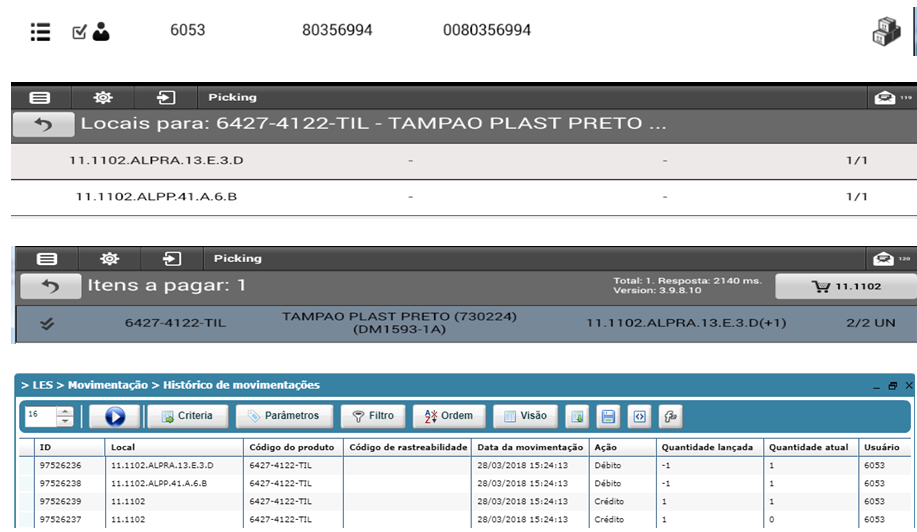 6053 80356994 0080356994
Picking 119
Locais para: 6427-4122-TIL - TAMPAO PLAST PRETO ...
11.1102.ALPRA.13.E.3.D - - 1/1
11.1102.ALPP.41.A.6.B - - 1/1
Picking 120
Itens a pagar: 1 Total: 1. Resposta: 2140 ms. 11.1102
Version: 3.9.8.10
6427-4122-TIL TAMPAO PLAST PRETO (730224) 11.1102.ALPRA.13.E.3.D(+1) 2/2 UN
(DM1593-1A)
> LES > Movimentação > Histórico de movimentações
16 Criteria Parâmetros Filtro Ordem Visão
ID Local Código do produto Código de rastreabilidade Data da movimentação Ação Quantidade lançada Quantidade atual Usuário
97526236 11.1102.ALPRA.13.E.3.D 6427-4122-TIL 28/03/2018 15:24:13 Débito -1 1 6053
97526238 11.1102.ALPP.41.A.6.B 6427-4122-TIL 28/03/2018 15:24:13 Débito -1 1 6053
97526239 11.1102 6427-4122-TIL 28/03/2018 15:24:13 Crédito 1 1 6053
97526237 11.1102 6427-4122-TIL 28/03/2018 15:24:13 Crédito 1 0 6053